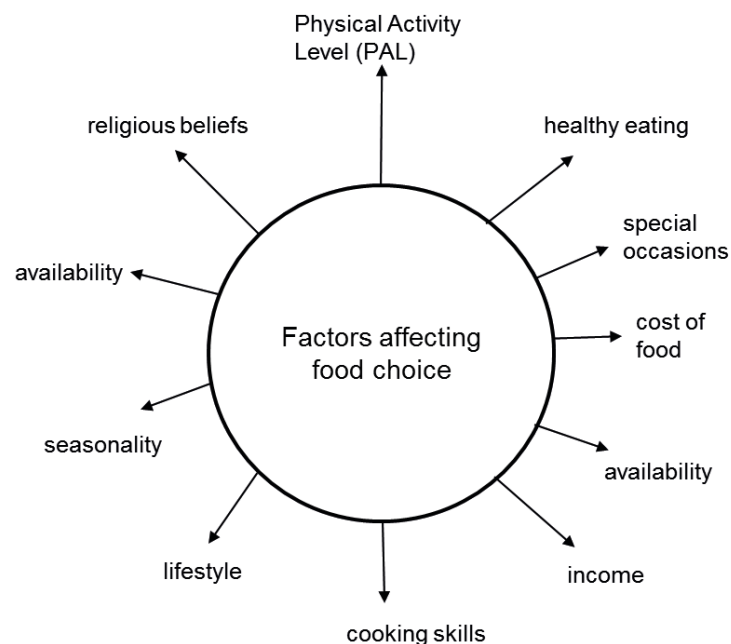 Physical Activity
Level (PAL)
religious beliefs
healthy eating
special
occasions
availability
cost of
food
Factors affecting
food choice
seasonality
availability
lifestyle
income
cooking skills